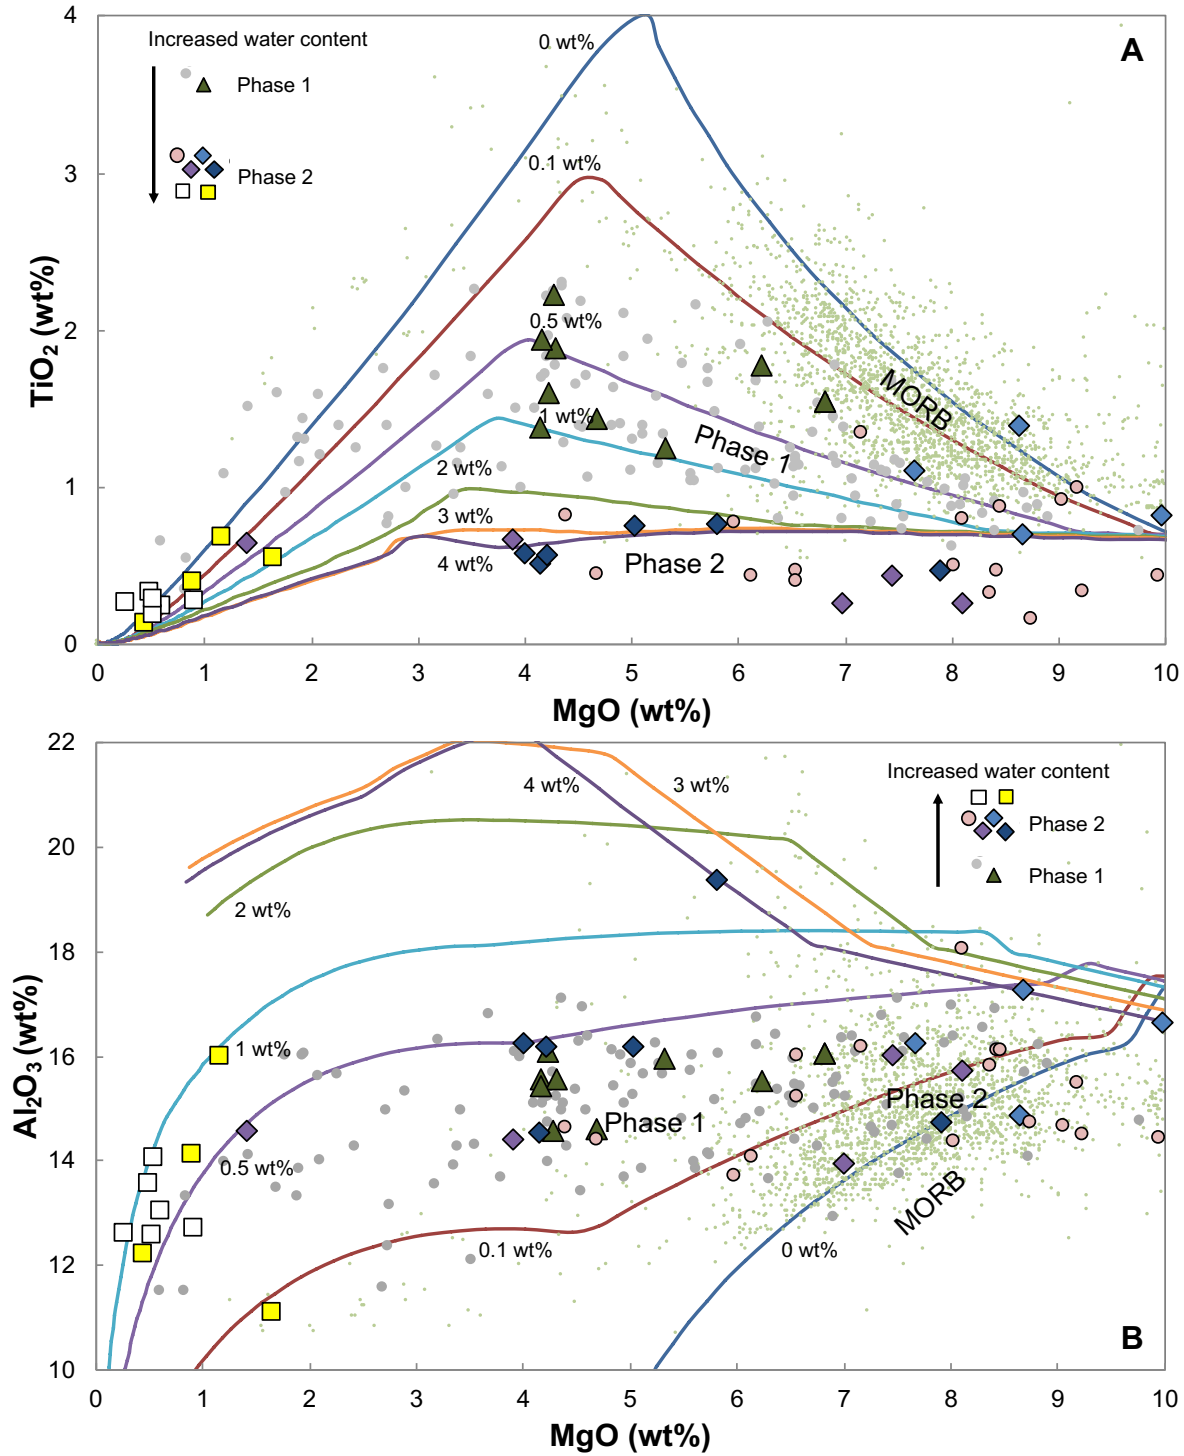 A
Increased water content
Phase 1
Phase 2
0 wt%
0.1 wt%
0.5 wt%
1 wt%
2 wt%
3 wt%
4 wt%
MORB
Phase 1
Phase 2
TiO₂ (wt%)
4
3
2
1
0
0 1 2 3 4 5 6 7 8 9 10
MgO (wt%)
B
Increased water content
Phase 2
Phase 1
4 wt%
3 wt%
2 wt%
1 wt%
0.5 wt%
0.1 wt%
0 wt%
Phase 1
Phase 2
MORB
Al₂O₃ (wt%)
22
20
18
16
14
12
10
0 1 2 3 4 5 6 7 8 9 10
MgO (wt%)